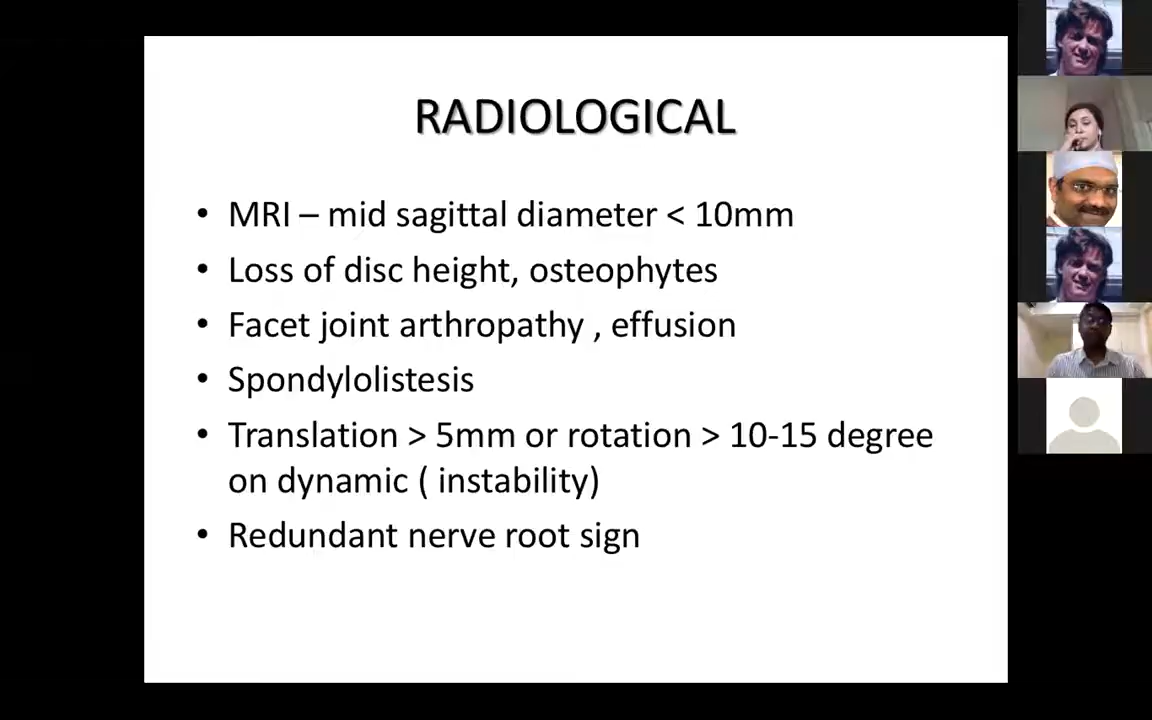 RADIOLOGICAL
• MRI – mid sagittal diameter < 10mm
• Loss of disc height, osteophytes
• Facet joint arthropathy , effusion
• Spondylolistesis
• Translation > 5mm or rotation > 10-15 degree
on dynamic ( instability)
• Redundant nerve root sign